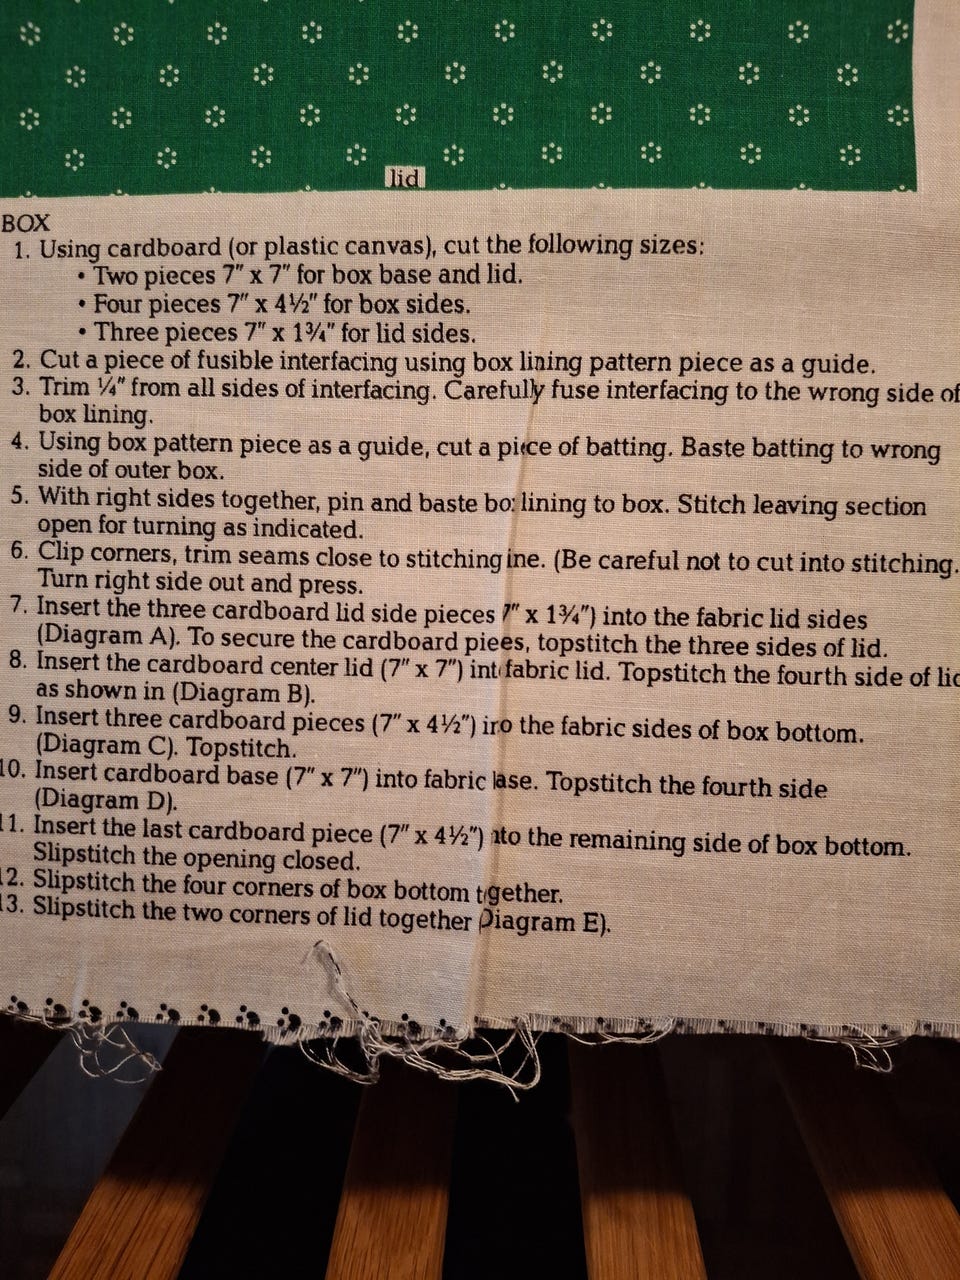 lid
BOX
1. Using cardboard (or plastic canvas), cut the following sizes:
• Two pieces 7" x 7" for box base and lid.
• Four pieces 7" x 4½" for box sides.
• Three pieces 7" x 1¾" for lid sides.
2. Cut a piece of fusible interfacing using box lining pattern piece as a guide.
3. Trim ¼" from all sides of interfacing. Carefully fuse interfacing to the wrong side of
box lining.
4. Using box pattern piece as a guide, cut a piece of batting. Baste batting to wrong
side of outer box.
5. With right sides together, pin and baste box lining to box. Stitch leaving section
open for turning as indicated.
6. Clip corners, trim seams close to stitching line. (Be careful not to cut into stitching.
Turn right side out and press.
7. Insert the three cardboard lid side pieces 7" x 1¾") into the fabric lid sides
(Diagram A). To secure the cardboard pieces, topstitch the three sides of lid.
8. Insert the cardboard center lid (7" x 7") into fabric lid. Topstitch the fourth side of lid
as shown in (Diagram B).
9. Insert three cardboard pieces (7" x 4½") into the fabric sides of box bottom.
(Diagram C). Topstitch.
10. Insert cardboard base (7" x 7") into fabric base. Topstitch the fourth side
(Diagram D).
11. Insert the last cardboard piece (7" x 4½") into the remaining side of box bottom.
Slipstitch the opening closed.
12. Slipstitch the four corners of box bottom together.
13. Slipstitch the two corners of lid together (Diagram E).